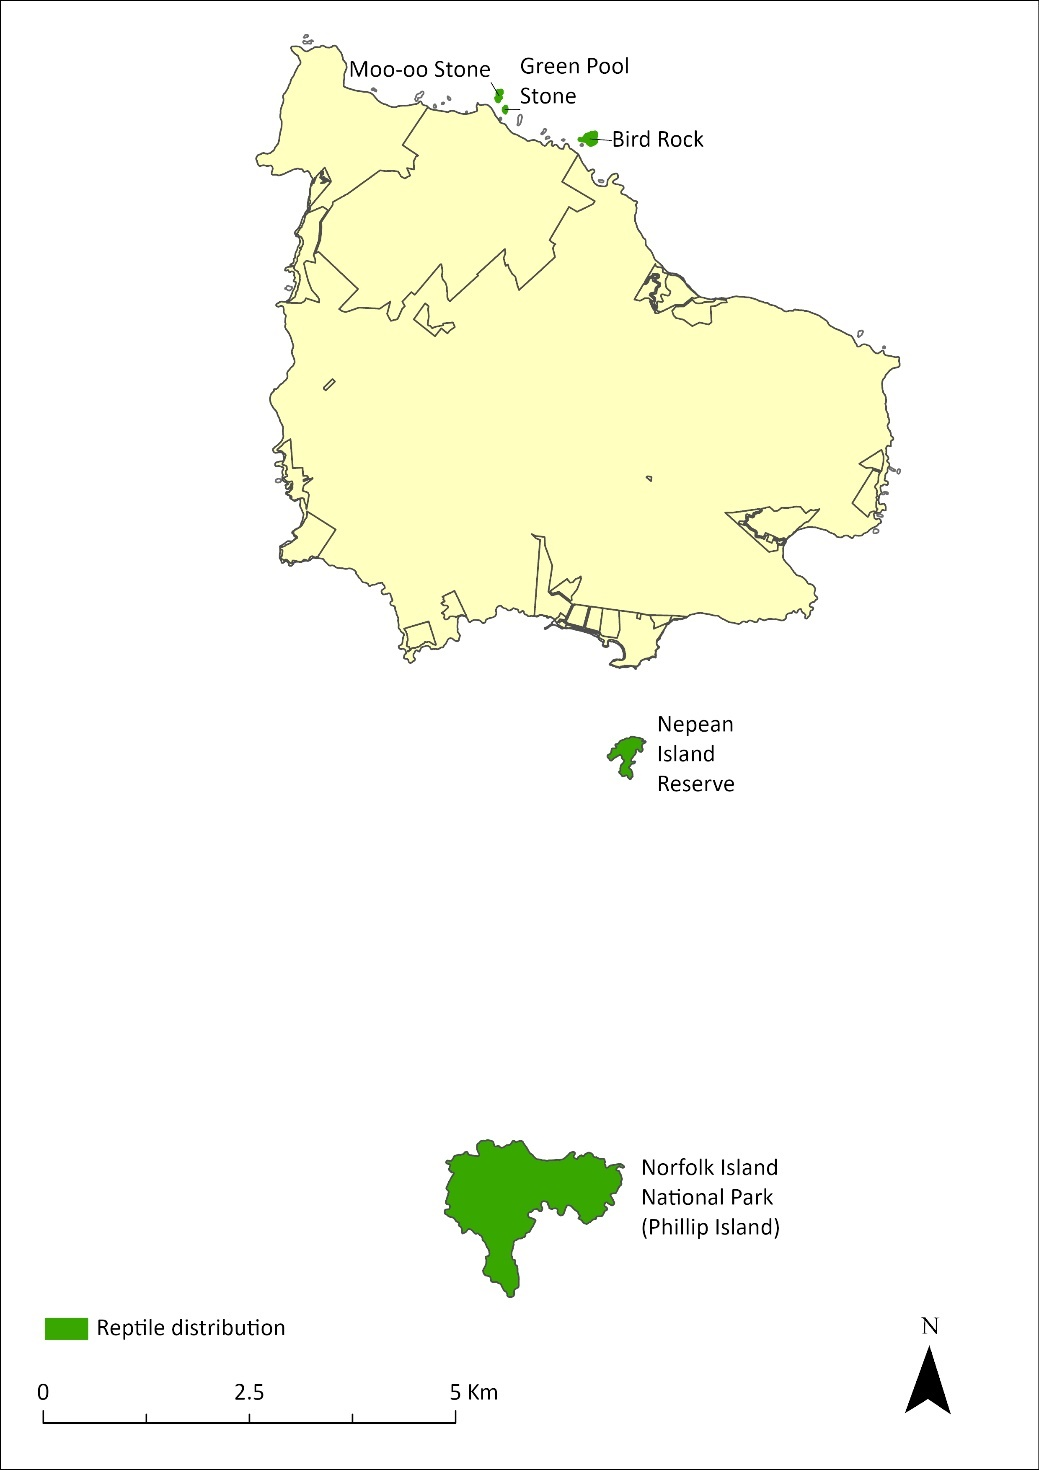 Moo-oo Stone
Green Pool
Stone
Bird Rock
Nepean
Island
Reserve
Norfolk Island
National Park
(Phillip Island)
Reptile distribution
N
0 2.5 5 Km